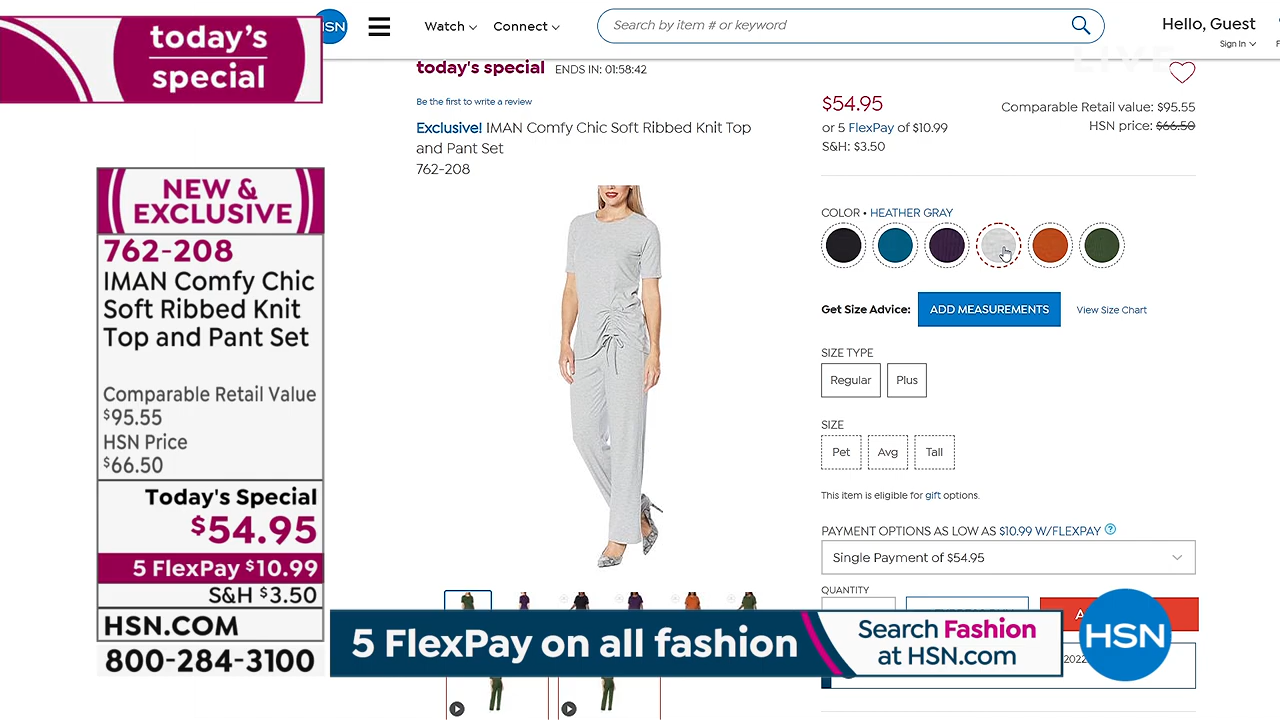 today's
special
NEW &
EXCLUSIVE
762-208
IMAN Comfy Chic
Soft Ribbed Knit
Top and Pant Set
Comparable Retail Value
$95.55
HSN Price
$66.50
Today's Special
$54.95
5 FlexPay $10.99
S&H $3.50
HSN.COM
800-284-3100
HSN
Watch
Connect
Search by item # or keyword
Hello, Guest
Sign In
LIVE
today's special ENDS IN: 01:58:42
Be the first to write a review
Exclusive! IMAN Comfy Chic Soft Ribbed Knit Top
and Pant Set
762-208
$54.95
Comparable Retail value: $95.55
or 5 FlexPay of $10.99
HSN price: $66.50
S&H: $3.50
COLOR • HEATHER GRAY
Get Size Advice: ADD MEASUREMENTS View Size Chart
SIZE TYPE
Regular Plus
SIZE
Pet Avg Tall
This item is eligible for gift options.
PAYMENT OPTIONS AS LOW AS $10.99 W/FLEXPAY ?
Single Payment of $54.95
QUANTITY
5 FlexPay on all fashion
Search Fashion
at HSN.com
HSN
2022